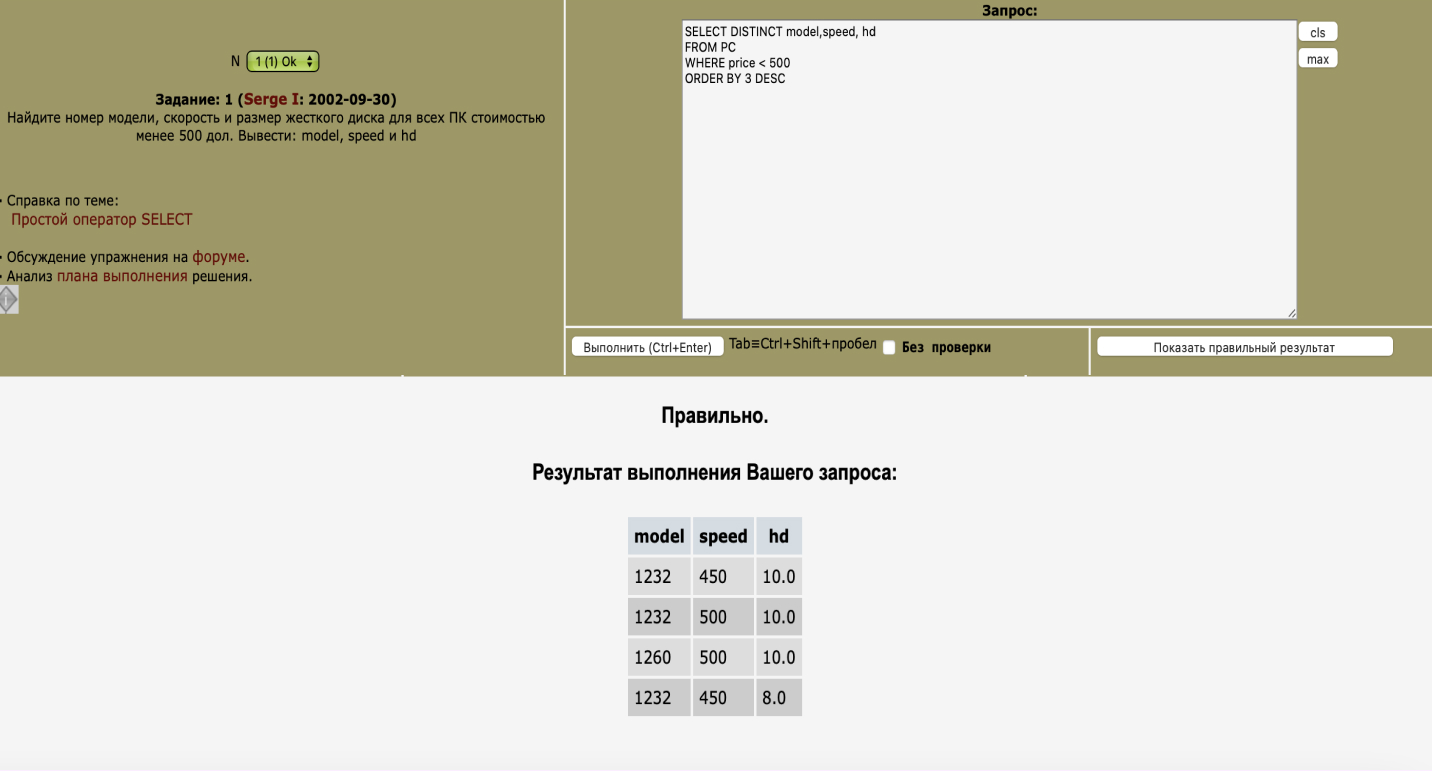 N 1 (1) Ok
Задание: 1 (Serge I: 2002-09-30)
Найдите номер модели, скорость и размер жесткого диска для всех ПК стоимостью
менее 500 дол. Вывести: model, speed и hd
• Справка по теме:
Простой оператор SELECT
• Обсуждение упражнения на форуме.
• Анализ плана выполнения решения.
Запрос:
SELECT DISTINCT model,speed, hd
FROM PC
WHERE price < 500
ORDER BY 3 DESC
cls
max
Выполнить (Ctrl+Enter) Tab≡Ctrl+Shift+пробел Без проверки
Показать правильный результат
Правильно.
Результат выполнения Вашего запроса:
model speed hd
1232 450 10.0
1232 500 10.0
1260 500 10.0
1232 450 8.0